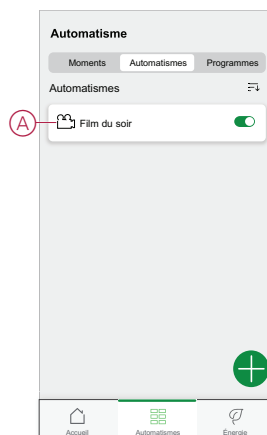 Automatisme
Moments Automatismes Programmes
Automatismes
A
Film du soir
Accueil Automatismes Énergie